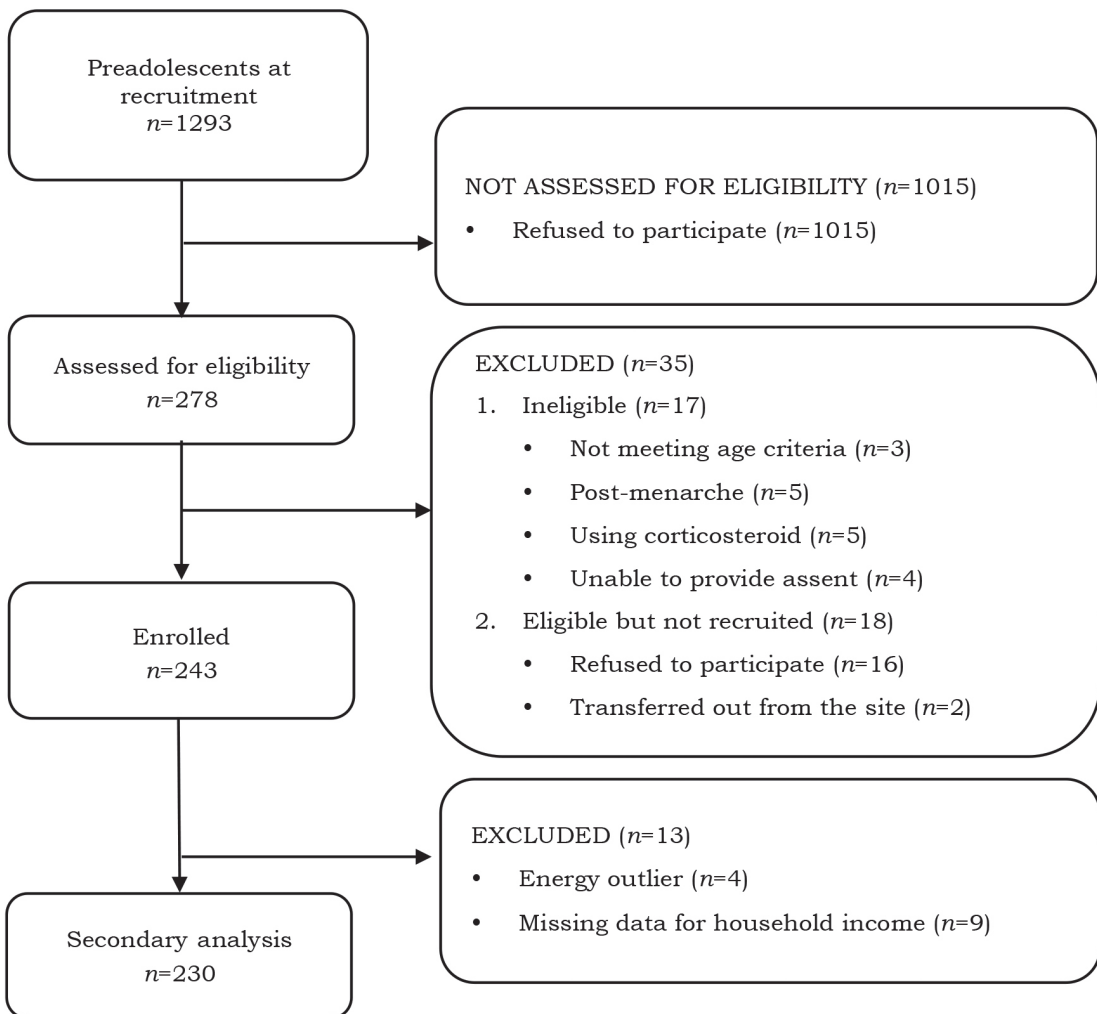 Preadolescents at
recruitment
n=1293
NOT ASSESSED FOR ELIGIBILITY (n=1015)
• Refused to participate (n=1015)
Assessed for eligibility
n=278
EXCLUDED (n=35)
1. Ineligible (n=17)
• Not meeting age criteria (n=3)
• Post-menarche (n=5)
• Using corticosteroid (n=5)
• Unable to provide assent (n=4)
2. Eligible but not recruited (n=18)
• Refused to participate (n=16)
• Transferred out from the site (n=2)
Enrolled
n=243
EXCLUDED (n=13)
• Energy outlier (n=4)
• Missing data for household income (n=9)
Secondary analysis
n=230